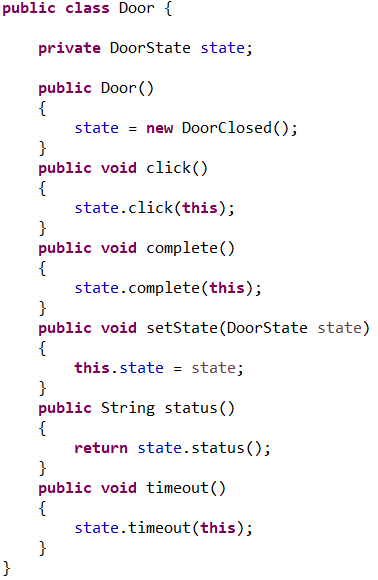 public class Door {
private DoorState state;
public Door()
{
state = new DoorClosed();
}
public void click()
{
state.click(this);
}
public void complete()
{
state.complete(this);
}
public void setState(DoorState state)
{
this.state = state;
}
public String status()
{
return state.status();
}
public void timeout()
{
state.timeout(this);
}
}